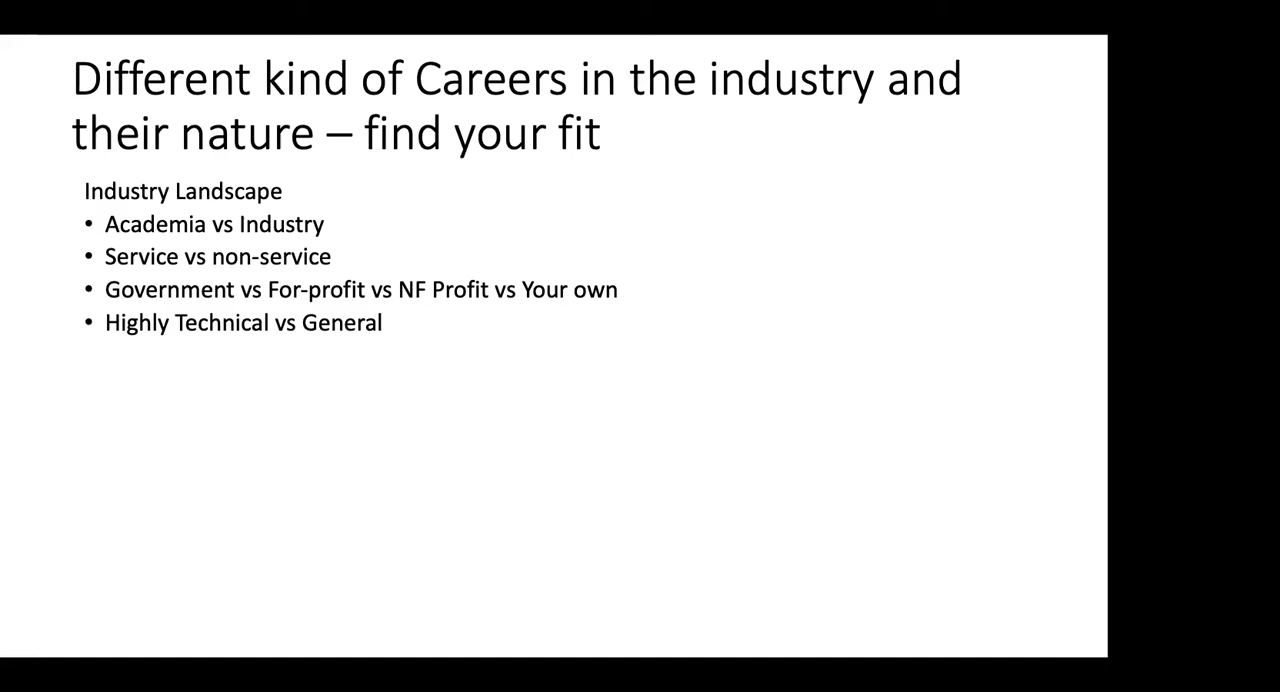 Different kind of Careers in the industry and
their nature – find your fit
Industry Landscape
• Academia vs Industry
• Service vs non-service
• Government vs For-profit vs NF Profit vs Your own
• Highly Technical vs General